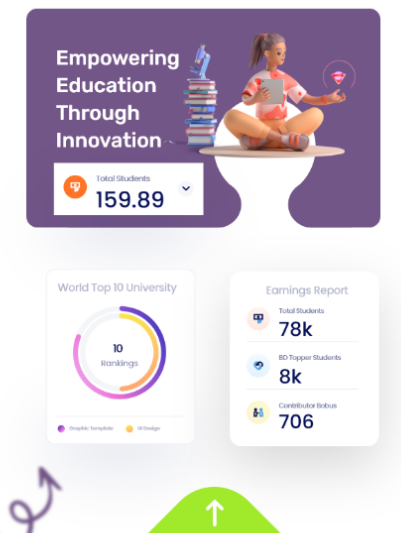 Empowering
Education
Through
Innovation
Total Students
159.89
World Top 10 University
10
Rankings
Graphic Template
UI Design
Earnings Report
Total Students
78k
BD Topper Students
8k
Contributor Bobus
706